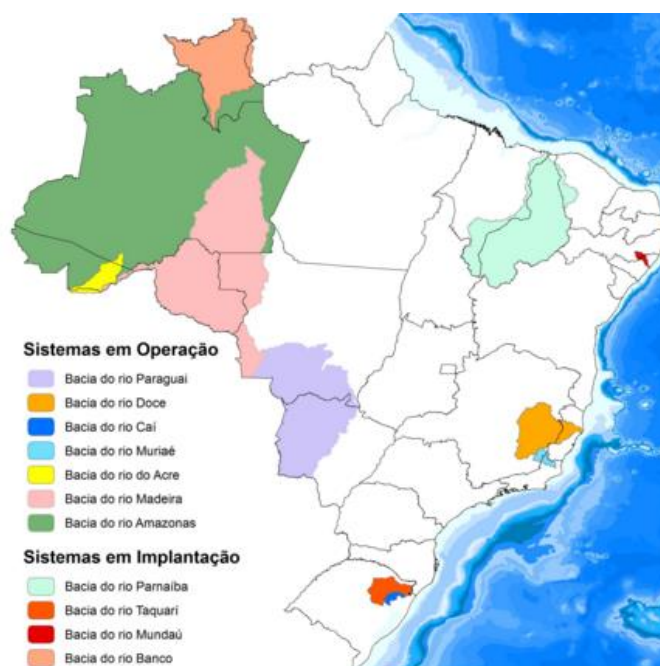 Sistemas em Operação
Bacia do rio Paraguai
Bacia do rio Doce
Bacia do rio Caí
Bacia do rio Muriaé
Bacia do rio do Acre
Bacia do rio Madeira
Bacia do rio Amazonas
Sistemas em Implantação
Bacia do rio Parnaíba
Bacia do rio Taquarí
Bacia do rio Mundaú
Bacia do rio Banco